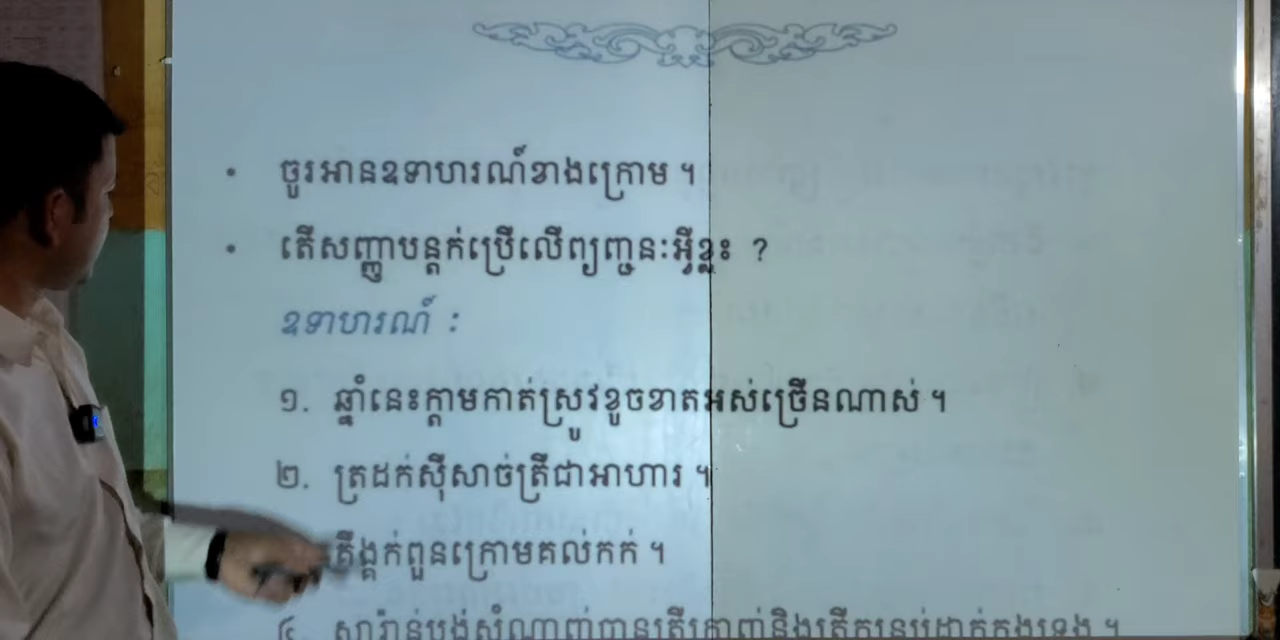 • ចូរអានឧទាហរណ៍ខាងក្រោម ។
• តើសញ្ញាបន្តក់ប្រើលើព្យញ្ជនៈអ្វីខ្លះ ?
ឧទាហរណ៍ :
១. ឆ្នាំនេះក្តាមកាត់ស្រូវខូចខាតអស់ច្រើនណាស់ ។
២. ត្រដក់ស៊ីសាច់ត្រីជាអាហារ ។
គីង្គក់ពួនក្រោមគល់កក់ ។
៤.